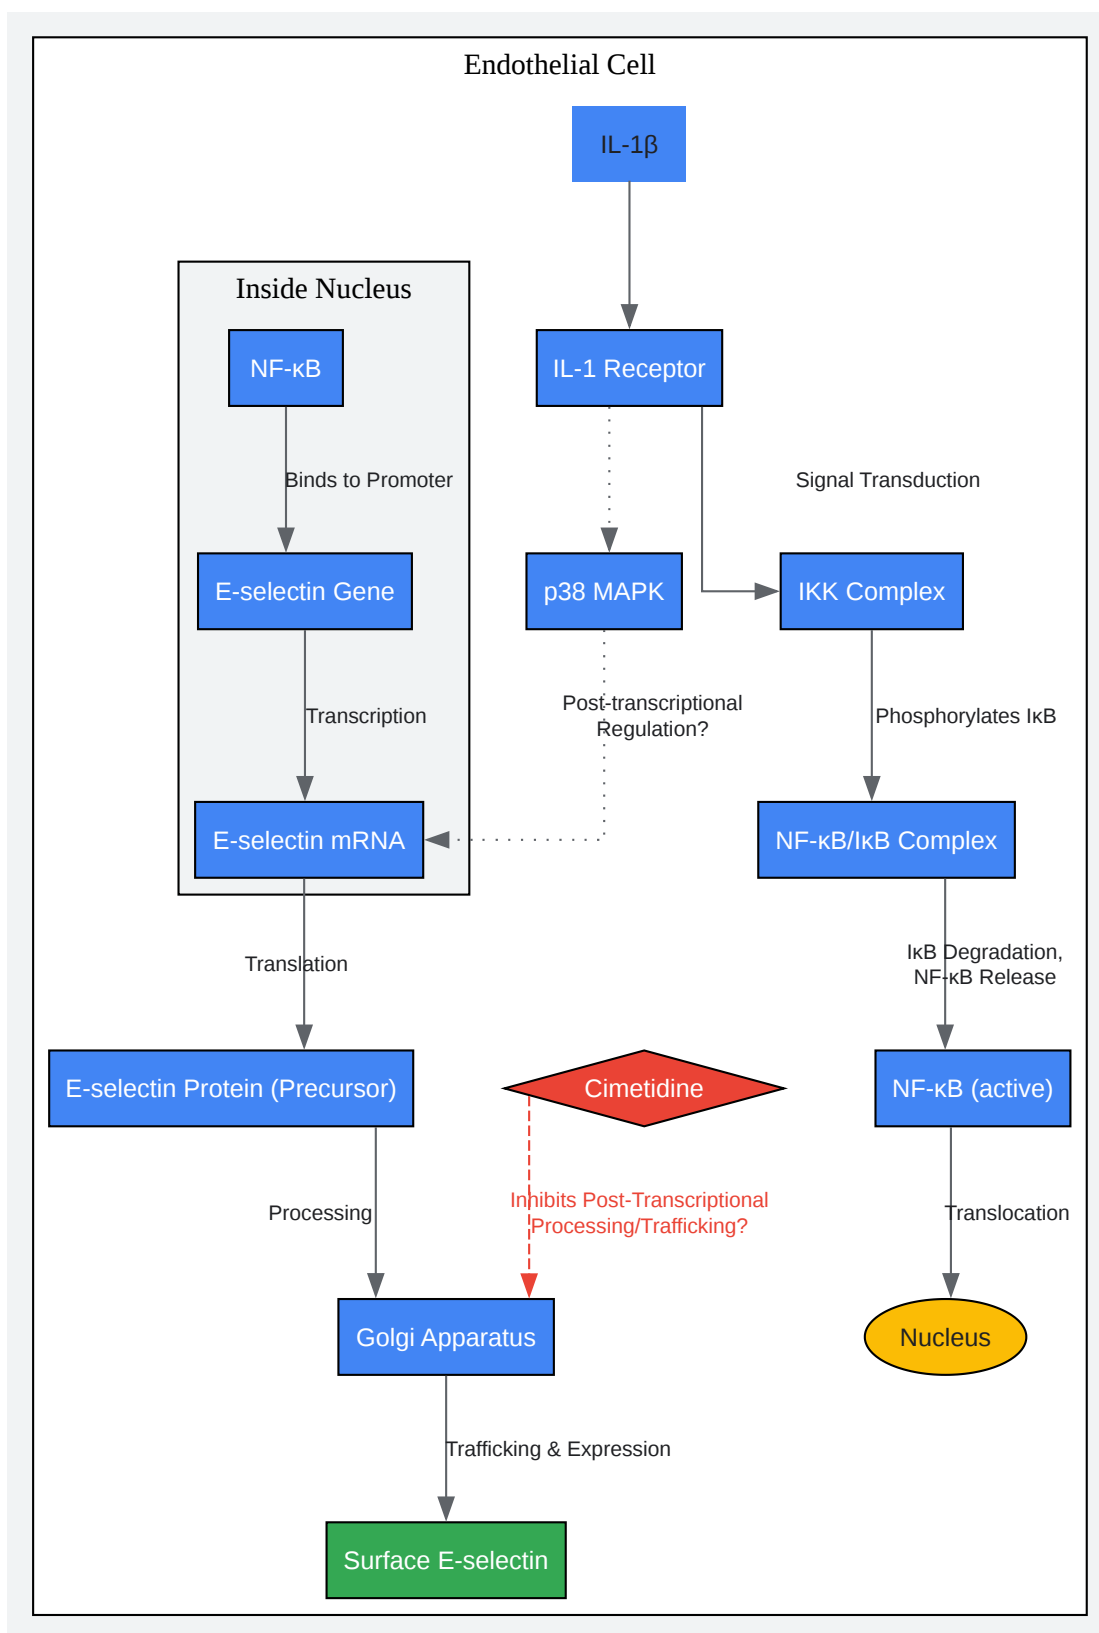 Endothelial Cell
IL-1β
Inside Nucleus
NF-κB
IL-1 Receptor
Binds to Promoter
Signal Transduction
E-selectin Gene
p38 MAPK
IKK Complex
Transcription
Post-transcriptional
Regulation?
Phosphorylates IκB
E-selectin mRNA
NF-κB/IκB Complex
Translation
IκB Degradation,
NF-κB Release
E-selectin Protein (Precursor)
Cimetidine
NF-κB (active)
Processing
Inhibits Post-Transcriptional
Processing/Trafficking?
Translocation
Golgi Apparatus
Nucleus
Trafficking & Expression
Surface E-selectin